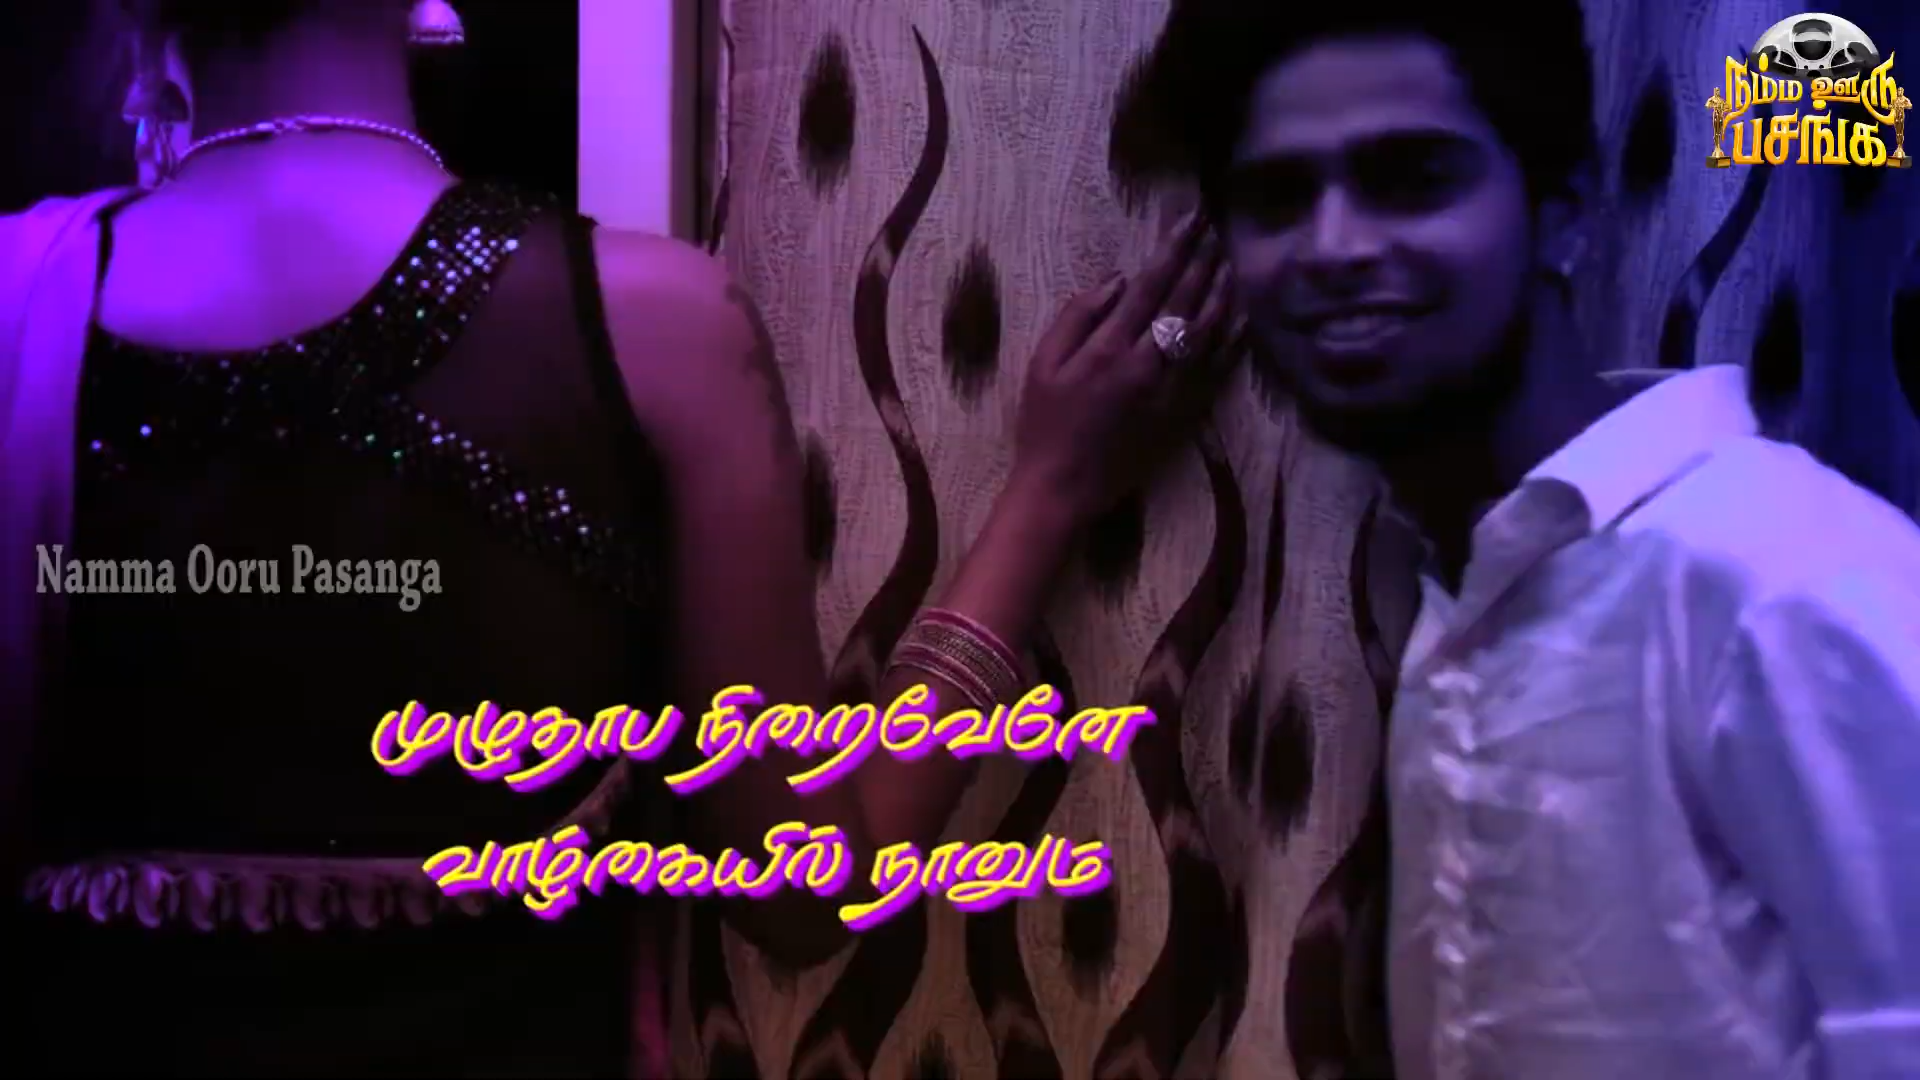 நம்ம ஊரு
பசங்க
Namma Ooru Pasanga
முழுதாப நிறைவேனே
வாழ்கையில் நானும்